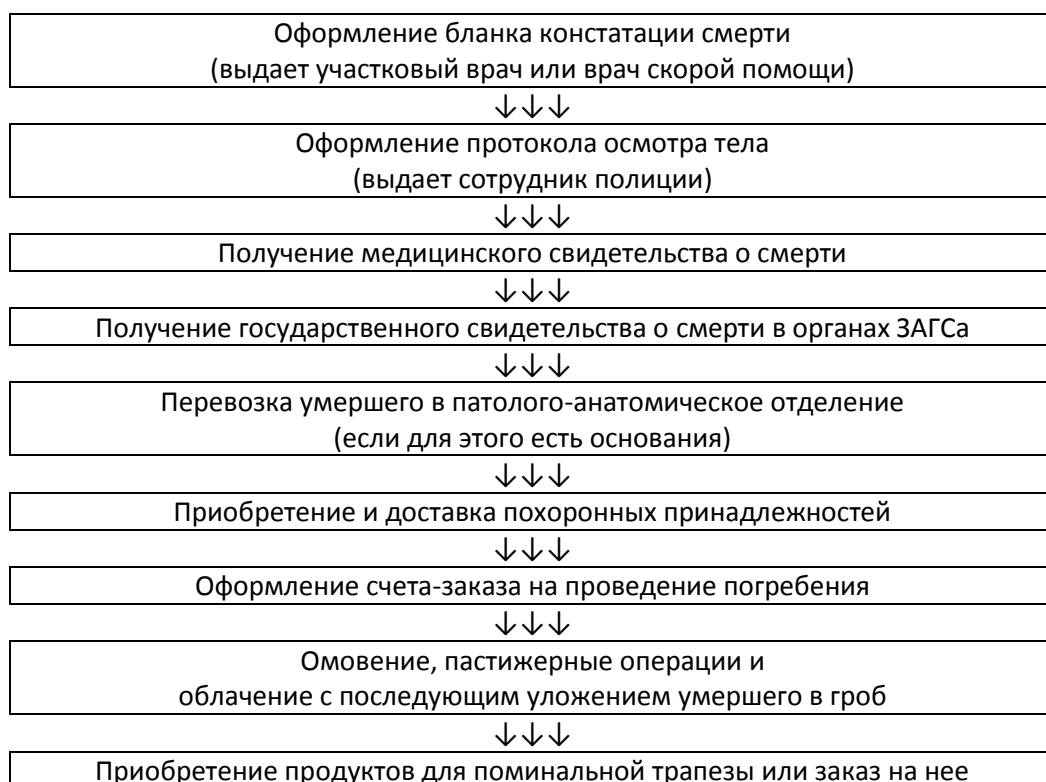 Оформление бланка констатации смерти
(выдает участковый врач или врач скорой помощи)
↓↓↓
Оформление протокола осмотра тела
(выдает сотрудник полиции)
↓↓↓
Получение медицинского свидетельства о смерти
↓↓↓
Получение государственного свидетельства о смерти в органах ЗАГСа
↓↓↓
Перевозка умершего в патолого-анатомическое отделение
(если для этого есть основания)
↓↓↓
Приобретение и доставка похоронных принадлежностей
↓↓↓
Оформление счета-заказа на проведение погребения
↓↓↓
Омовение, пастижерные операции и
облачение с последующим уложением умершего в гроб
↓↓↓
Приобретение продуктов для поминальной трапезы или заказ на нее